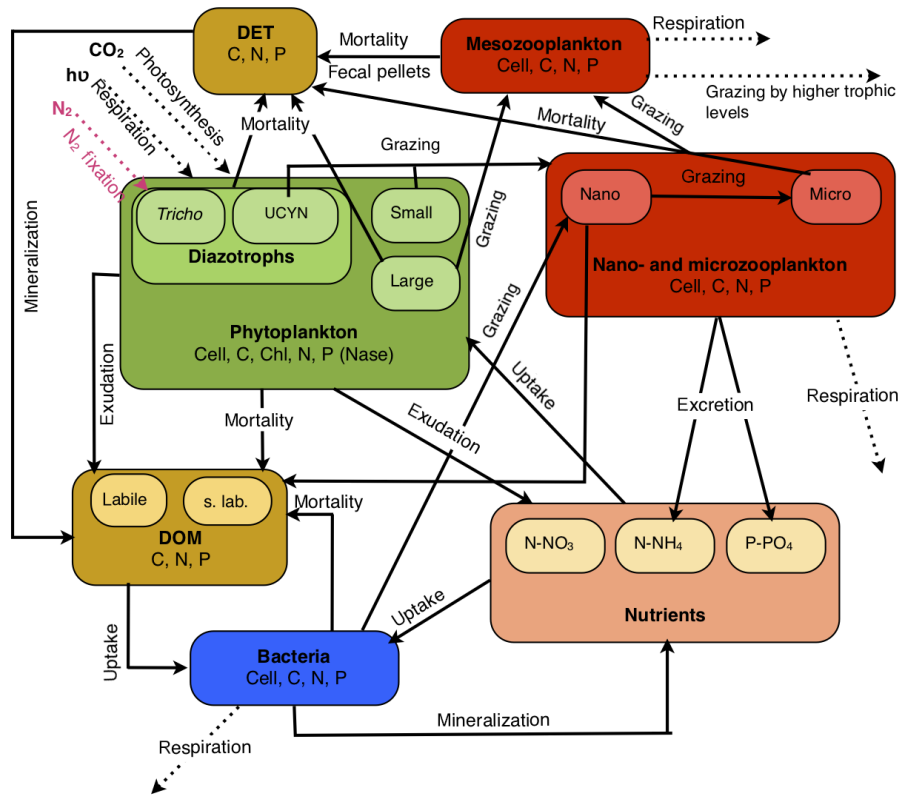 DET
C, N, P
Mortality
Fecal pellets
Mesozooplankton
Cell, C, N, P
Respiration
Grazing by higher trophic
levels
CO2
hυ
N2
Photosynthesis
Respiration
N2 fixation
Mortality
Grazing
Mortality
Grazing
Mineralization
Tricho
UCYN
Small
Diazotrophs
Large
Phytoplankton
Cell, C, Chl, N, P (Nase)
Grazing
Nano
Grazing
Micro
Nano- and microzooplankton
Cell, C, N, P
Grazing
Exudation
Mortality
Exudation
Uptake
Excretion
Respiration
Labile
s. lab.
DOM
C, N, P
Mortality
N-NO3
N-NH4
P-PO4
Nutrients
Uptake
Uptake
Bacteria
Cell, C, N, P
Mineralization
Respiration